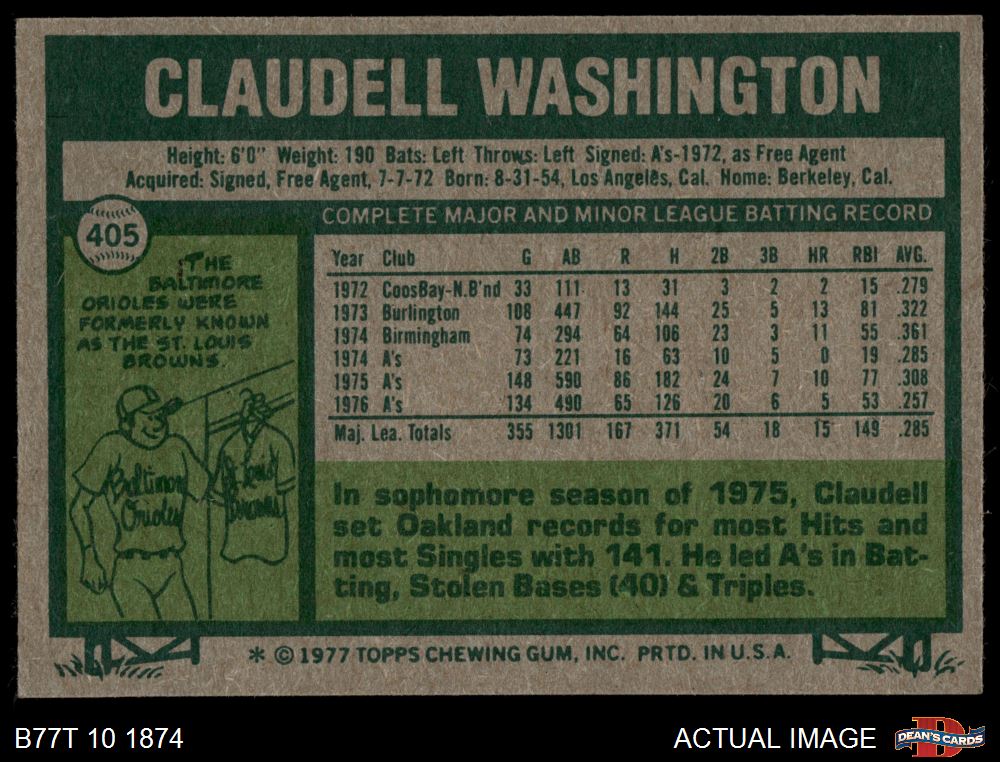 CLAUDELL WASHINGTON
Height: 6'0" Weight: 190 Bats: Left Throws: Left Signed: A's-1972, as Free Agent
Acquired: Signed, Free Agent, 7-7-72 Born: 8-31-54, Los Angeles, Cal. Home: Berkeley, Cal.
405
THE
BALTIMORE
ORIOLES WERE
FORMERLY KNOWN
AS THE ST. LOUIS
BROWNS.
Baltimore
Orioles
St. Louis
Browns
COMPLETE MAJOR AND MINOR LEAGUE BATTING RECORD
Year Club G AB R H 2B 3B HR RBI AVG.
1972 CoosBay-N.B'nd 33 111 13 31 3 2 2 15 .279
1973 Burlington 108 447 92 144 25 5 13 81 .322
1974 Birmingham 74 294 64 106 23 3 11 55 .361
1974 A's 73 221 16 63 10 5 0 19 .285
1975 A's 148 590 86 182 24 7 10 77 .308
1976 A's 134 490 65 126 20 6 5 53 .257
Maj. Lea. Totals 355 1301 167 371 54 18 15 149 .285
In sophomore season of 1975, Claudell
set Oakland records for most Hits and
most Singles with 141. He led A's in Bat-
ting, Stolen Bases (40) & Triples.
* © 1977 TOPPS CHEWING GUM, INC. PRTD. IN U.S.A.
B77T 10 1874
ACTUAL IMAGE
DEAN'S CARDS